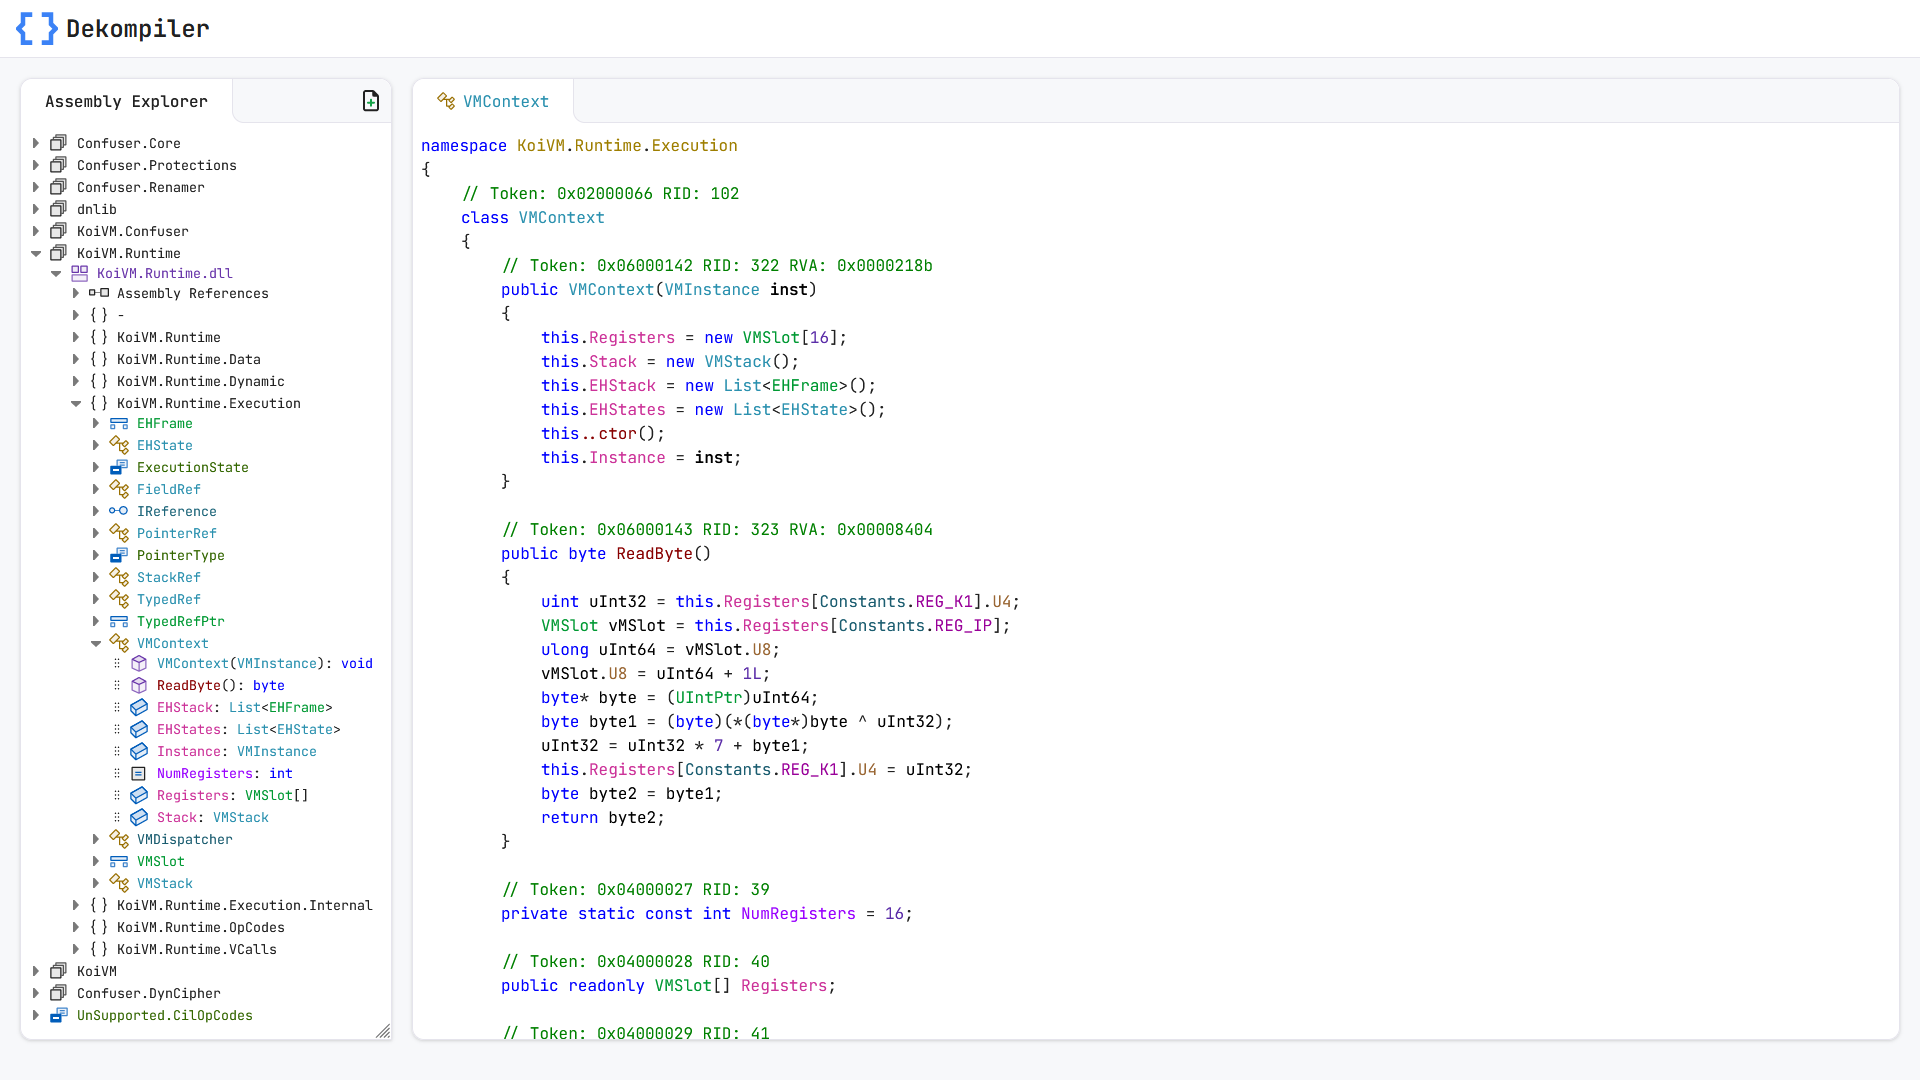 Dekompiler
Assembly Explorer
Confuser.Core
Confuser.Protections
Confuser.Renamer
dnlib
KoiVM.Confuser
KoiVM.Runtime
KoiVM.Runtime.dll
Assembly References
{ } -
{ } KoiVM.Runtime
{ } KoiVM.Runtime.Data
{ } KoiVM.Runtime.Dynamic
{ } KoiVM.Runtime.Execution
EHFrame
EHState
ExecutionState
FieldRef
IReference
PointerRef
PointerType
StackRef
TypedRef
TypedRefPtr
VMContext
VMContext(VMInstance): void
ReadByte(): byte
EHStack: List<EHFrame>
EHStates: List<EHState>
Instance: VMInstance
NumRegisters: int
Registers: VMSlot[]
Stack: VMStack
VMDispatcher
VMSlot
VMStack
{ } KoiVM.Runtime.Execution.Internal
{ } KoiVM.Runtime.OpCodes
{ } KoiVM.Runtime.VCalls
KoiVM
Confuser.DynCipher
UnSupported.CilOpCodes
VMContext
namespace KoiVM.Runtime.Execution
{
// Token: 0x02000066 RID: 102
class VMContext
{
// Token: 0x06000142 RID: 322 RVA: 0x0000218b
public VMContext(VMInstance inst)
{
this.Registers = new VMSlot[16];
this.Stack = new VMStack();
this.EHStack = new List<EHFrame>();
this.EHStates = new List<EHState>();
this..ctor();
this.Instance = inst;
}
// Token: 0x06000143 RID: 323 RVA: 0x00008404
public byte ReadByte()
{
uint uInt32 = this.Registers[Constants.REG_K1].U4;
VMSlot vMSlot = this.Registers[Constants.REG_IP];
ulong uInt64 = vMSlot.U8;
vMSlot.U8 = uInt64 + 1L;
byte* byte = (UIntPtr)uInt64;
byte byte1 = (byte)(*(byte*)byte ^ uInt32);
uInt32 = uInt32 * 7 + byte1;
this.Registers[Constants.REG_K1].U4 = uInt32;
byte byte2 = byte1;
return byte2;
}
// Token: 0x04000027 RID: 39
private static const int NumRegisters = 16;
// Token: 0x04000028 RID: 40
public readonly VMSlot[] Registers;
// Token: 0x04000029 RID: 41